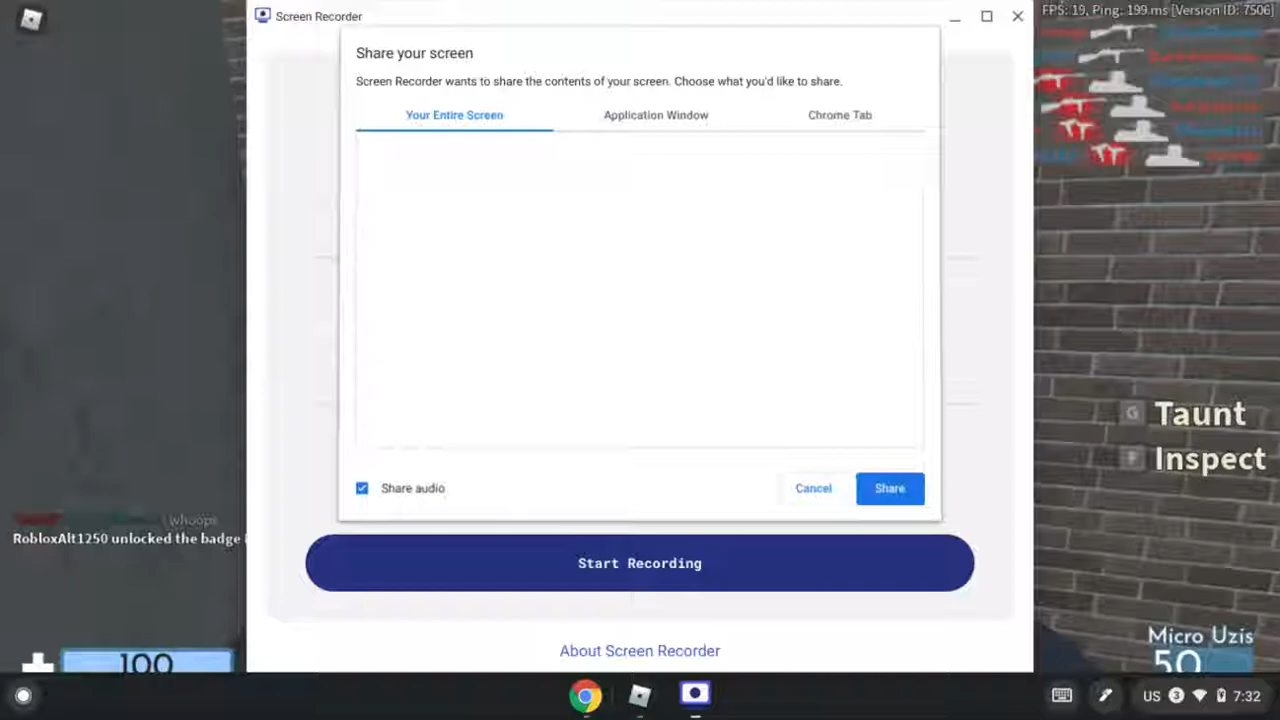 Screen Recorder
FPS: 19, Ping: 199 ms [Version ID: 7506]
Share your screen
Screen Recorder wants to share the contents of your screen. Choose what you'd like to share.
Your Entire Screen
Application Window
Chrome Tab
G Taunt
F Inspect
Share audio
Cancel
Share
(whoops
RobloxAlt1250 unlocked the badge
Start Recording
About Screen Recorder
Micro Uzis
100
50
US 3 7:32